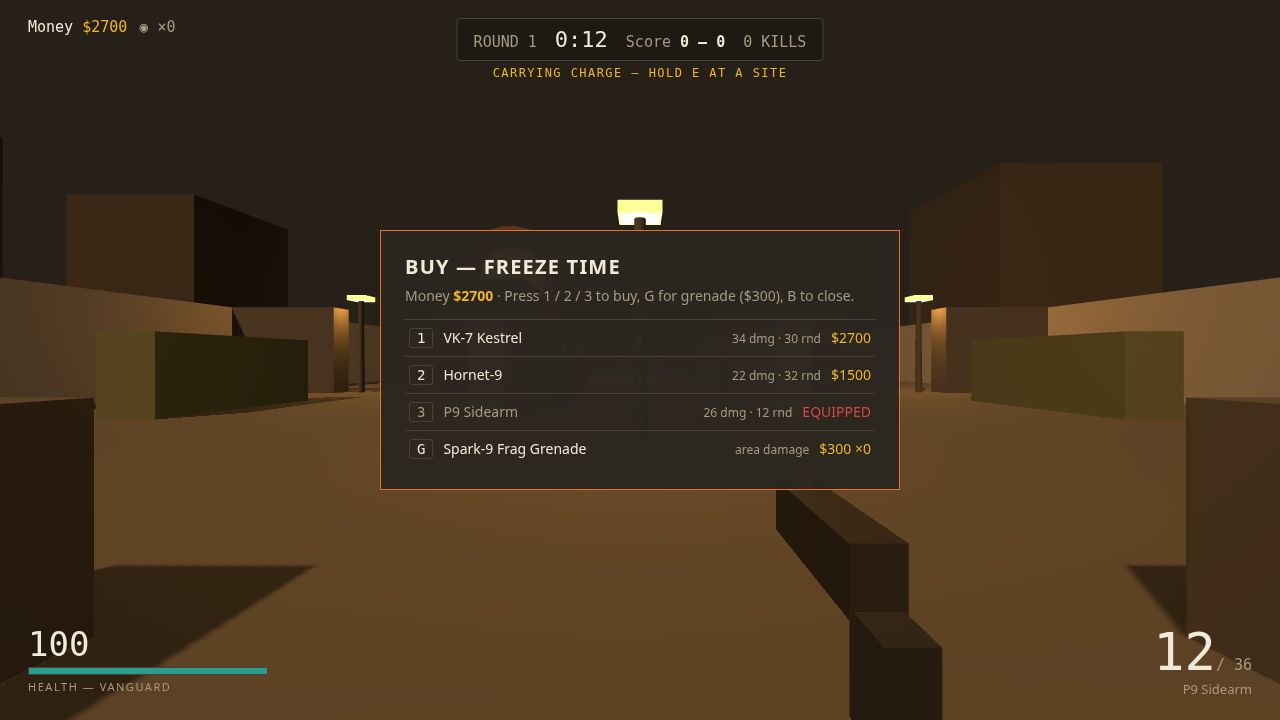 Money $2700 ◉ ×0
ROUND 1 0:12 Score 0 — 0 0 KILLS
CARRYING CHARGE — HOLD E AT A SITE
BUY — FREEZE TIME
Money $2700 · Press 1 / 2 / 3 to buy, G for grenade ($300), B to close.
1 VK-7 Kestrel 34 dmg · 30 rnd $2700
2 Hornet-9 22 dmg · 32 rnd $1500
3 P9 Sidearm 26 dmg · 12 rnd EQUIPPED
G Spark-9 Frag Grenade area damage $300 ×0
100
HEALTH — VANGUARD
12 / 36
P9 Sidearm